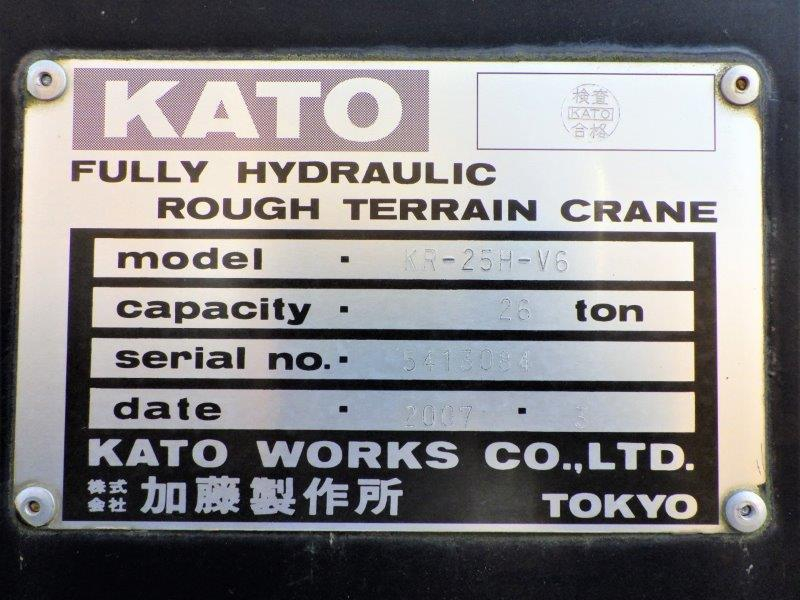 KATO
検査
KATO
合格
FULLY HYDRAULIC
ROUGH TERRAIN CRANE
model · KR-25H-V6
capacity · 26 ton
serial no. · 5413084
date · 2007 · 3
KATO WORKS CO.,LTD.
株式会社 加藤製作所 TOKYO